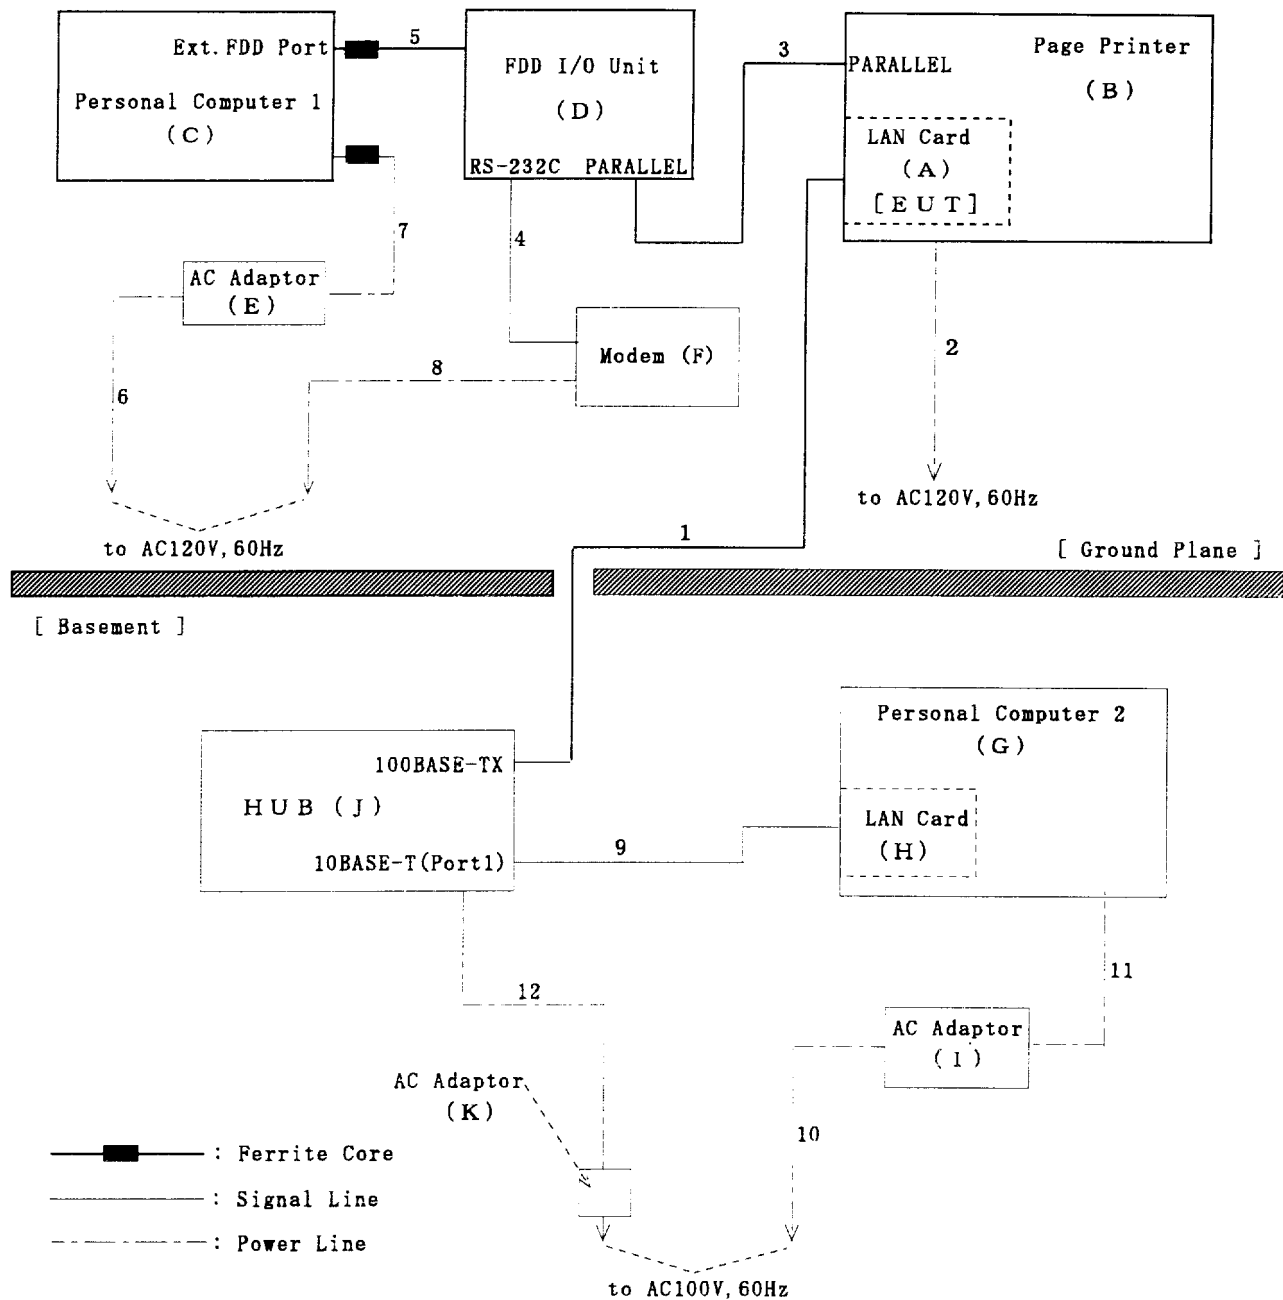 5
Ext.FDD Port
Personal Computer 1
(C)
FDD I/O Unit
(D)
RS-232C PARALLEL
3
PARALLEL
Page Printer
(B)
LAN Card
(A)
[EUT]
7
4
AC Adaptor
(E)
2
Modem (F)
8
6
to AC120V,60Hz
to AC120V,60Hz
1
[ Ground Plane ]
[ Basement ]
100BASE-TX
HUB (J)
10BASE-T(Port1)
9
Personal Computer 2
(G)
LAN Card
(H)
11
12
AC Adaptor
(I)
AC Adaptor
(K)
10
: Ferrite Core
: Signal Line
: Power Line
to AC100V,60Hz